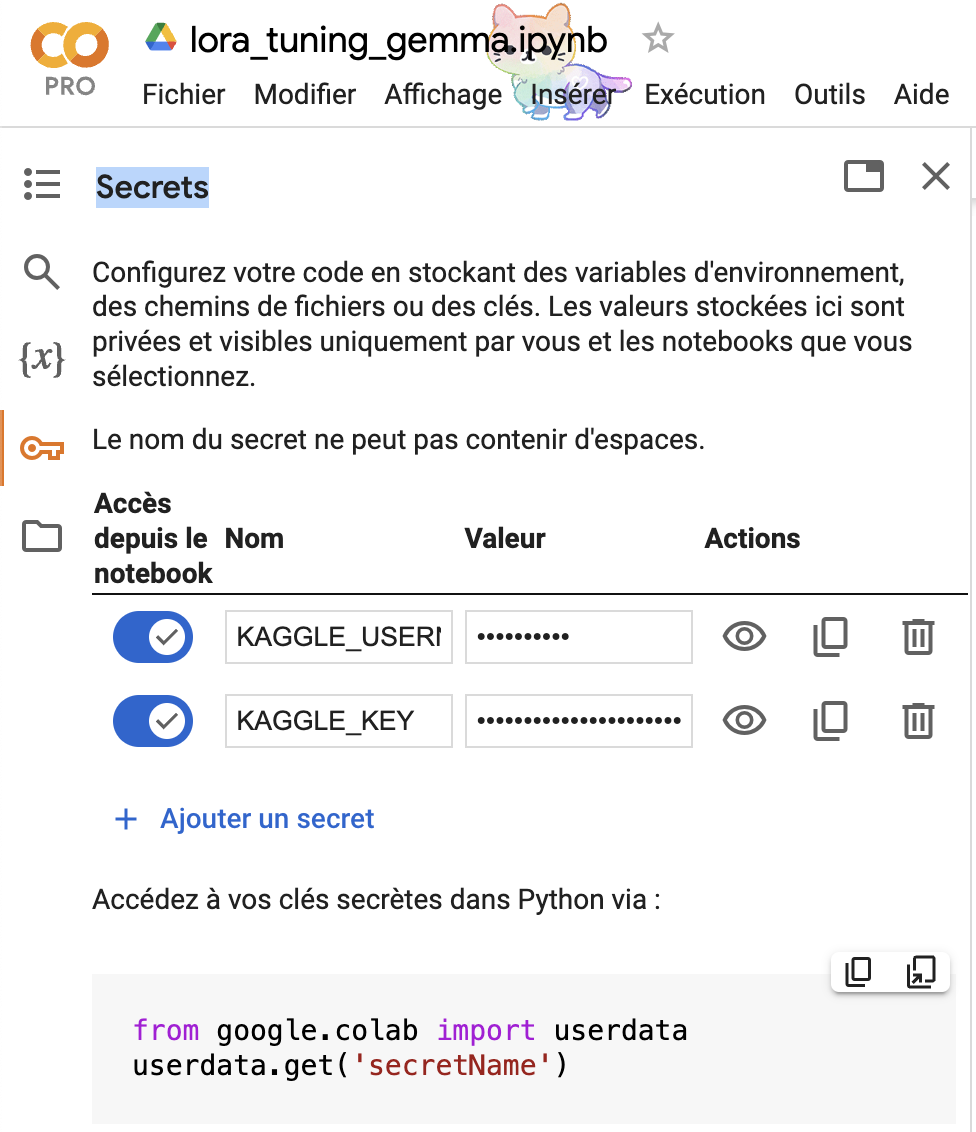 lora_tuning_gemma.ipynb
PRO
Fichier Modifier Affichage Insérer Exécution Outils Aide
Secrets
Configurez votre code en stockant des variables d'environnement,
des chemins de fichiers ou des clés. Les valeurs stockées ici sont
{x}
privées et visibles uniquement par vous et les notebooks que vous
sélectionnez.
Le nom du secret ne peut pas contenir d'espaces.
Accès
depuis le Nom Valeur Actions
notebook
KAGGLE_USERN ••••••••••
KAGGLE_KEY ••••••••••••••••••••••
+ Ajouter un secret
Accédez à vos clés secrètes dans Python via :
from google.colab import userdata
userdata.get('secretName')